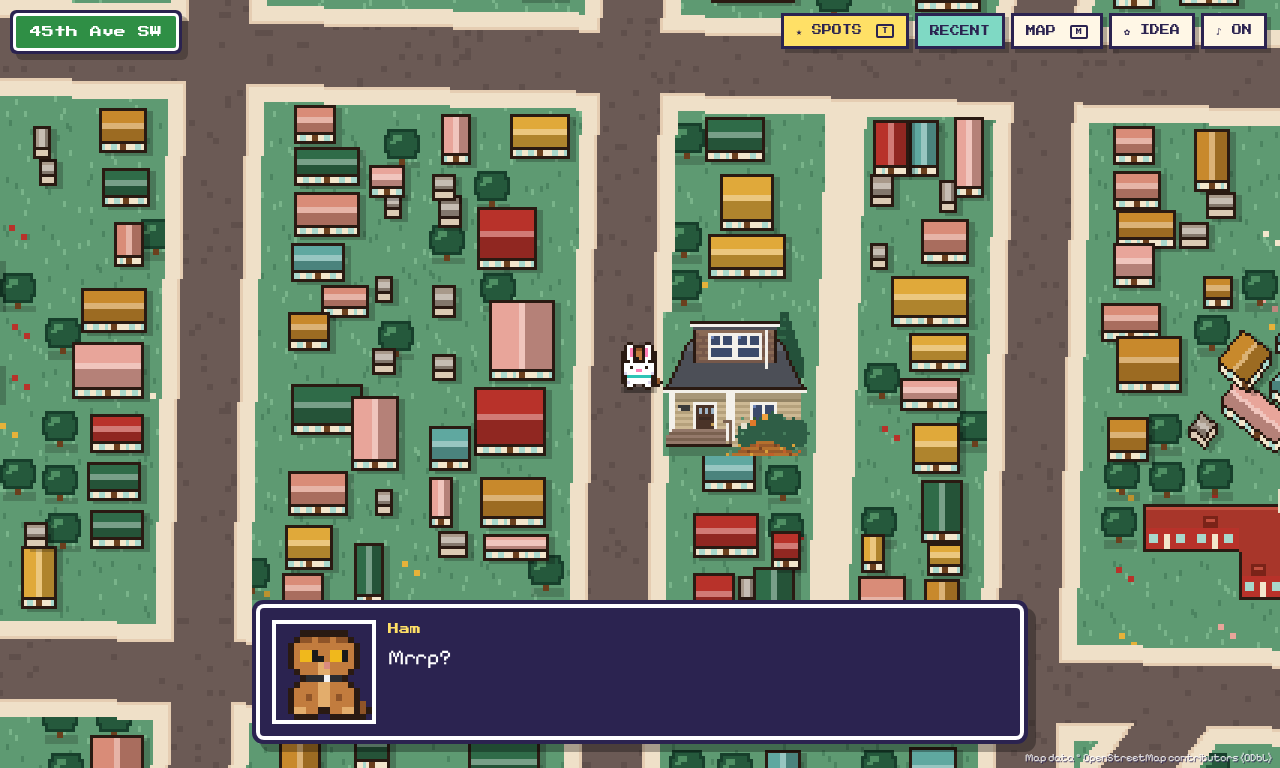 45th Ave SW
★ SPOTS T
RECENT
MAP M
✿ IDEA
♪ ON
Ham
Mrrp?
Map data © OpenStreetMap contributors (ODbL)